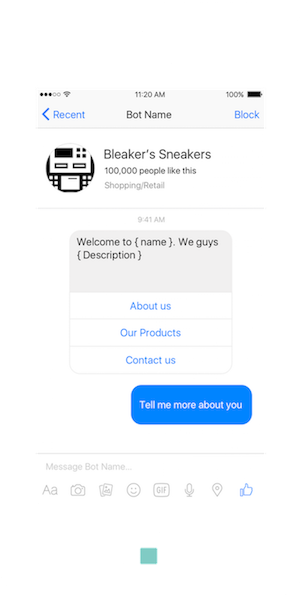 11:20 AM 100%
Recent Bot Name Block
Bleaker's Sneakers
100,000 people like this
Shopping/Retail
9:41 AM
Welcome to { name }. We guys
{ Description }
About us
Our Products
Contact us
Tell me more about you
Message Bot Name...
Aa GIF